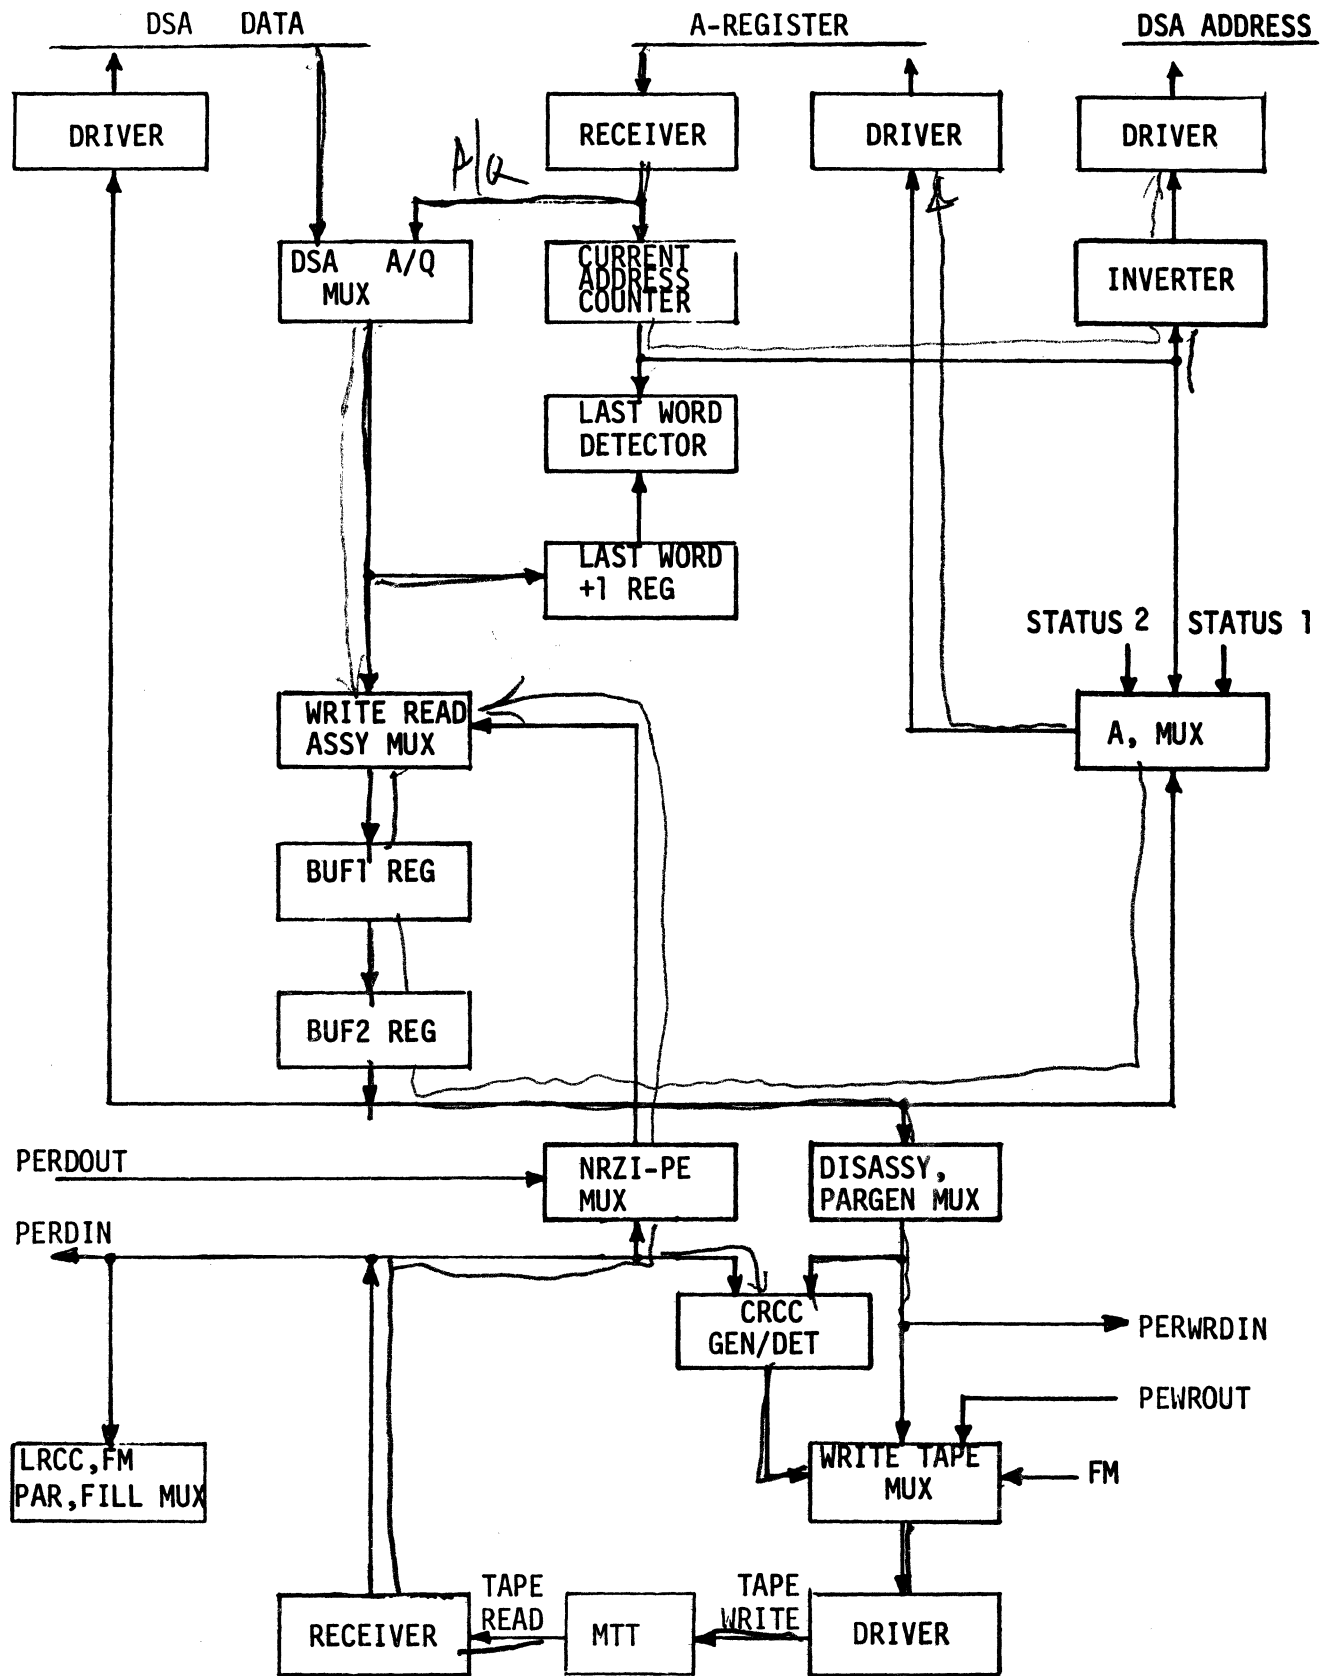 DSA DATA
A-REGISTER
DSA ADDRESS
DRIVER
RECEIVER
DRIVER
DRIVER
A/Q
DSA A/Q
MUX
CURRENT
ADDRESS
COUNTER
INVERTER
LAST WORD
DETECTOR
LAST WORD
+1 REG
STATUS 2
STATUS 1
WRITE READ
ASSY MUX
A, MUX
BUF1 REG
BUF2 REG
PERDOUT
NRZI-PE
MUX
DISASSY,
PARGEN MUX
PERDIN
CRCC
GEN/DET
PERWRDIN
PEWROUT
LRCC,FM
PAR,FILL MUX
WRITE TAPE
MUX
FM
RECEIVER
TAPE
READ
MTT
TAPE
WRITE
DRIVER